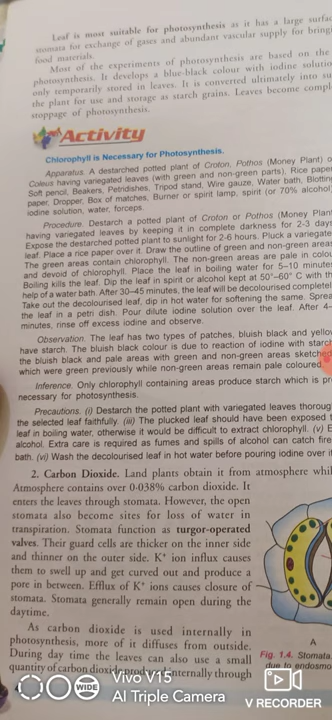 Leaf is most suitable for photosynthesis as it has a large surfa
stomata for exchange of gases and abundant vascular supply for bringi
food materials.
Most of the experiments of photosynthesis are based on the
photosynthesis. It develops a blue-black colour with iodine solutio
only temporarily stored in leaves. It is converted ultimately into su
the plant for use and storage as starch grains. Leaves become compl
stoppage of photosynthesis.
Activity
Chlorophyll is Necessary for Photosynthesis.
Apparatus. A destarched potted plant of Croton, Pothos (Money Plant) o
Coleus having variegated leaves (with green and non-green parts), Rice paper
Soft pencil, Beakers, Petridishes, Tripod stand, Wire gauze, Water bath, Blottin
paper, Dropper, Box of matches, Burner or spirit lamp, spirit (or 70% alcohol
iodine solution, water, forceps.
Procedure. Destarch a potted plant of Croton or Pothos (Money Plan
having variegated leaves by keeping it in complete darkness for 2-3 days
Expose the destarched potted plant to sunlight for 2-6 hours. Pluck a variegate
leaf. Place a rice paper over it. Draw the outline of green and non-green areas
The green areas contain chlorophyll. The non-green areas are pale in colou
and devoid of chlorophyll. Place the leaf in boiling water for 5–10 minutes
Boiling kills the leaf. Dip the leaf in spirit or alcohol kept at 50°–60° C with th
help of a water bath. After 30-45 minutes, the leaf will be decolourised completel
Take out the decolourised leaf, dip in hot water for softening the same. Sprea
the leaf in a petri dish. Pour dilute iodine solution over the leaf. After 4–
minutes, rinse off excess iodine and observe.
Observation. The leaf has two types of patches, bluish black and yellow
have starch. The bluish black colour is due to reaction of iodine with starch
the bluish black and pale areas with green and non-green areas sketched
which were green previously while non-green areas remain pale coloured
Inference. Only chlorophyll containing areas produce starch which is pr
necessary for photosynthesis.
Precautions. (i) Destarch the potted plant with variegated leaves thoroug
the selected leaf faithfully. (iii) The plucked leaf should have been exposed t
leaf in boiling water, otherwise it would be difficult to extract chlorophyll. (v) E
alcohol. Extra care is required as fumes and spills of alcohol can catch fire
bath. (vi) Wash the decolourised leaf in hot water before pouring iodine over it
2. Carbon Dioxide. Land plants obtain it from atmosphere whil
Atmosphere contains over 0·038% carbon dioxide. It
enters the leaves through stomata. However, the open
stomata also become sites for loss of water in
transpiration. Stomata function as turgor-operated
valves. Their guard cells are thicker on the inner side
and thinner on the outer side. K⁺ ion influx causes
them to swell up and get curved out and produce a
pore in between. Efflux of K⁺ ions causes closure of
stomata. Stomata generally remain open during the
daytime.
As carbon dioxide is used internally in
photosynthesis, more of it diffuses from outside.
During day time the leaves can also use a small
quantity of carbon dioxide produced internally through
A
Fig. 1.4. Stomata
due to endosmo
WIDE
Vivo V15
AI Triple Camera
V RECORDER